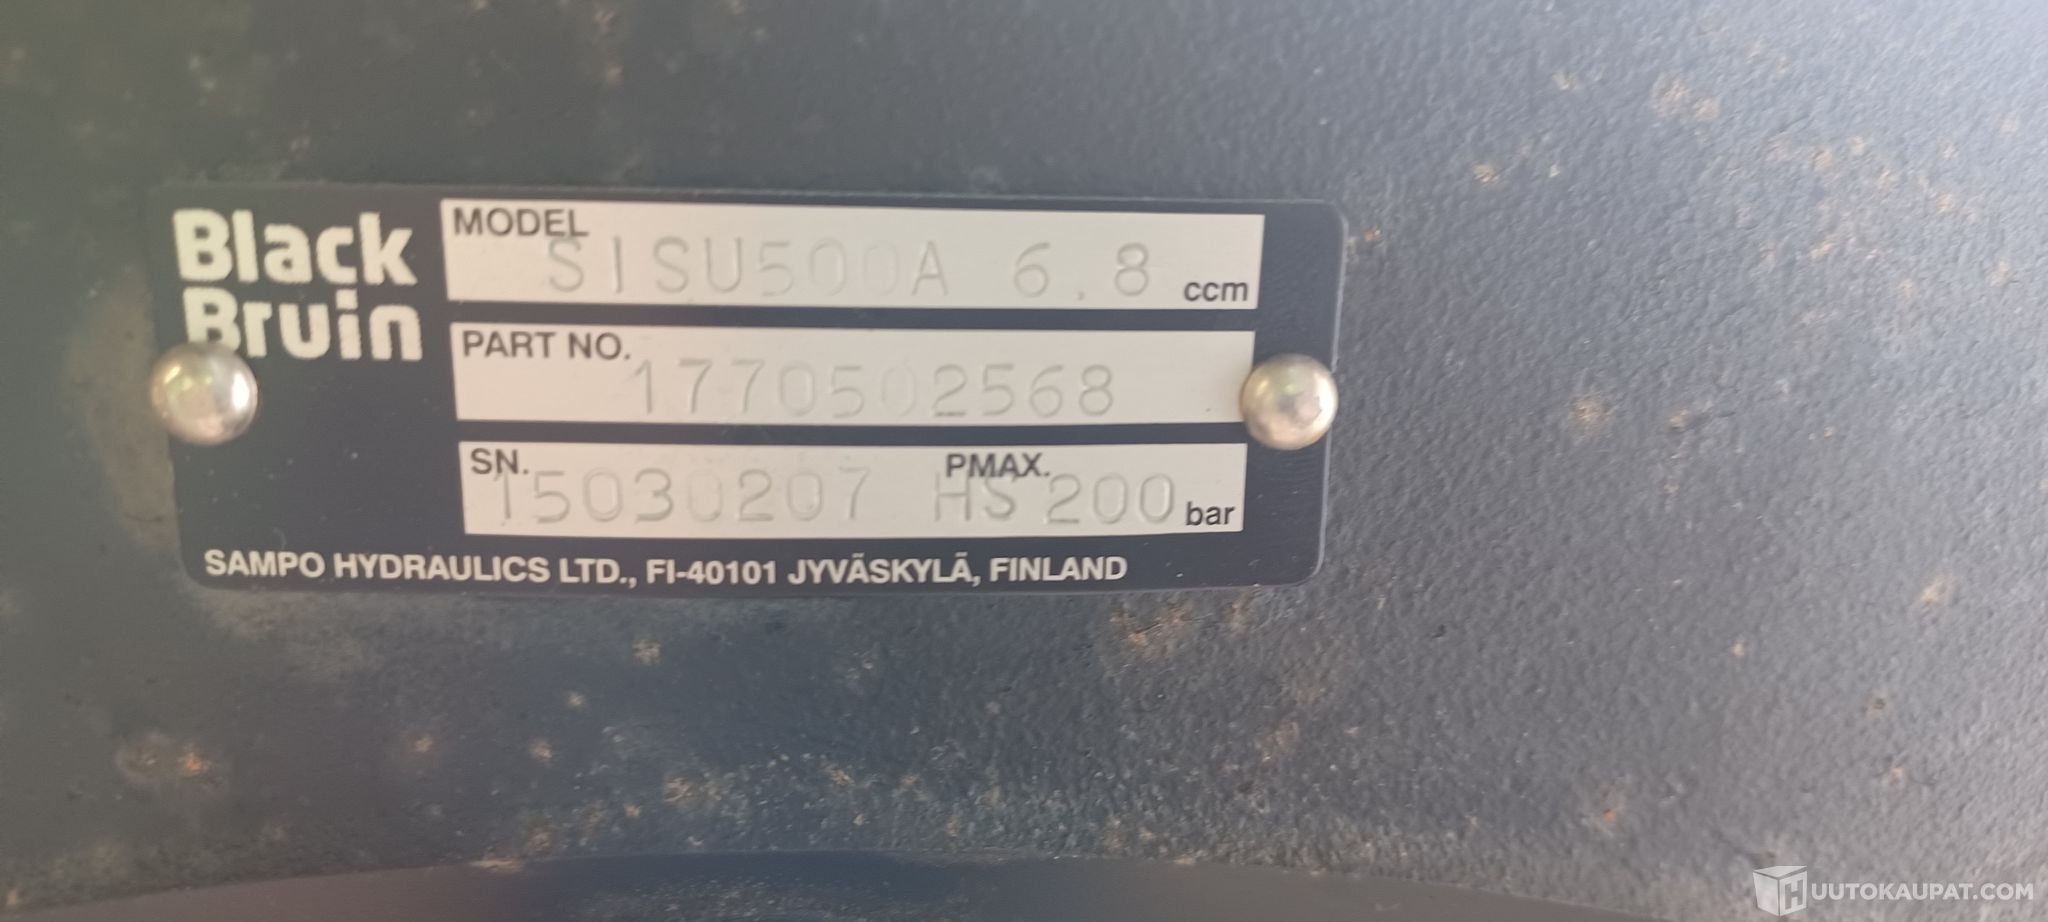 Black
Bruin
MODEL
SISU500A 6.8 ccm
PART NO.
1770502568
SN. PMAX.
15030207 HS 200 bar
SAMPO HYDRAULICS LTD., FI-40101 JYVÄSKYLÄ, FINLAND
HUUTOKAUPAT.COM